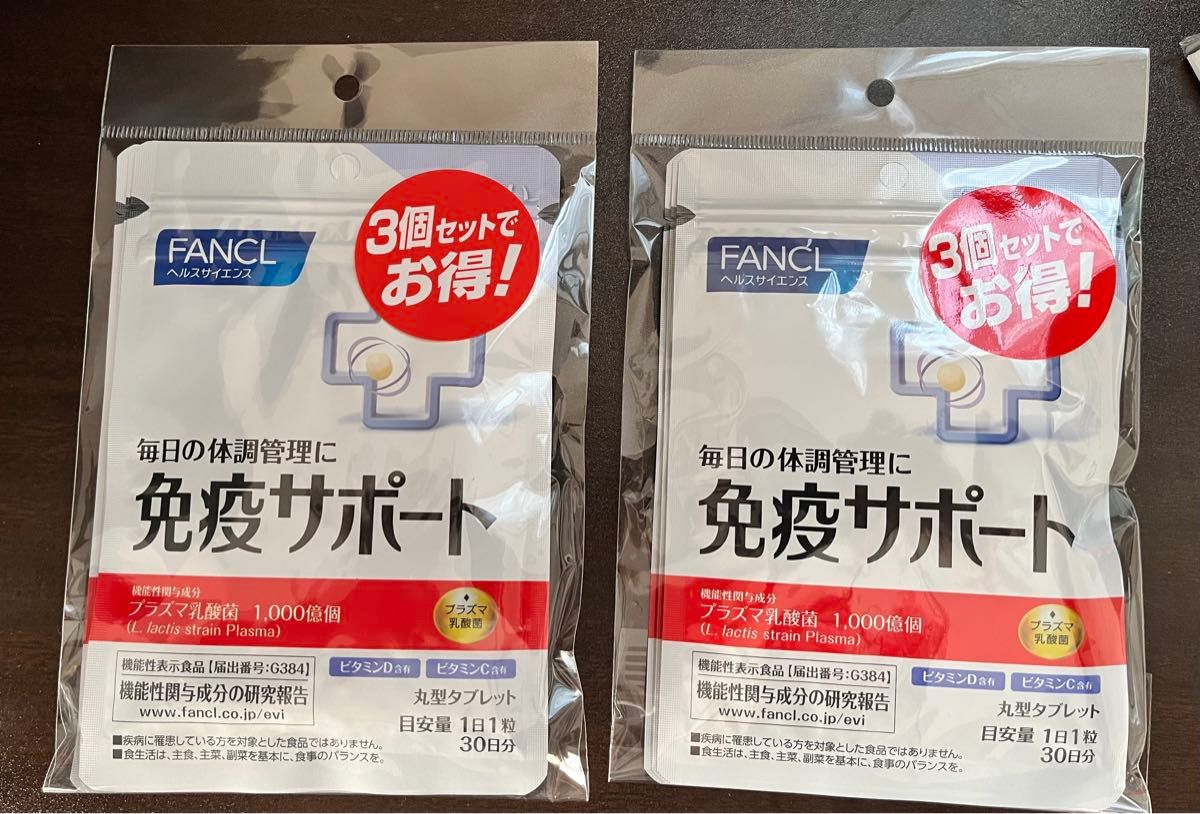 FANCL
ヘルスサイエンス
3個セットで
お得!
毎日の体調管理に
免疫サポート
機能性関与成分
プラズマ乳酸菌 1,000億個
(L. lactis strain Plasma)
プラズマ
乳酸菌
機能性表示食品【届出番号:G384】
機能性関与成分の研究報告
www.fancl.co.jp/evi
ビタミンD含有 ビタミンC含有
丸型タブレット
目安量 1日1粒
30日分
■疾病に罹患している方を対象とした食品ではありません。
■食生活は、主食、主菜、副菜を基本に、食事のバランスを。
FANCL
ヘルスサイエンス
3個セットで
お得!
毎日の体調管理に
免疫サポート
機能性関与成分
プラズマ乳酸菌 1,000億個
(L. lactis strain Plasma)
プラズマ
乳酸菌
機能性表示食品【届出番号:G384】
機能性関与成分の研究報告
www.fancl.co.jp/evi
ビタミンD含有 ビタミンC含有
丸型タブレット
目安量 1日1粒
30日分
■疾病に罹患している方を対象とした食品ではありません。
■食生活は、主食、主菜、副菜を基本に、食事のバランスを。